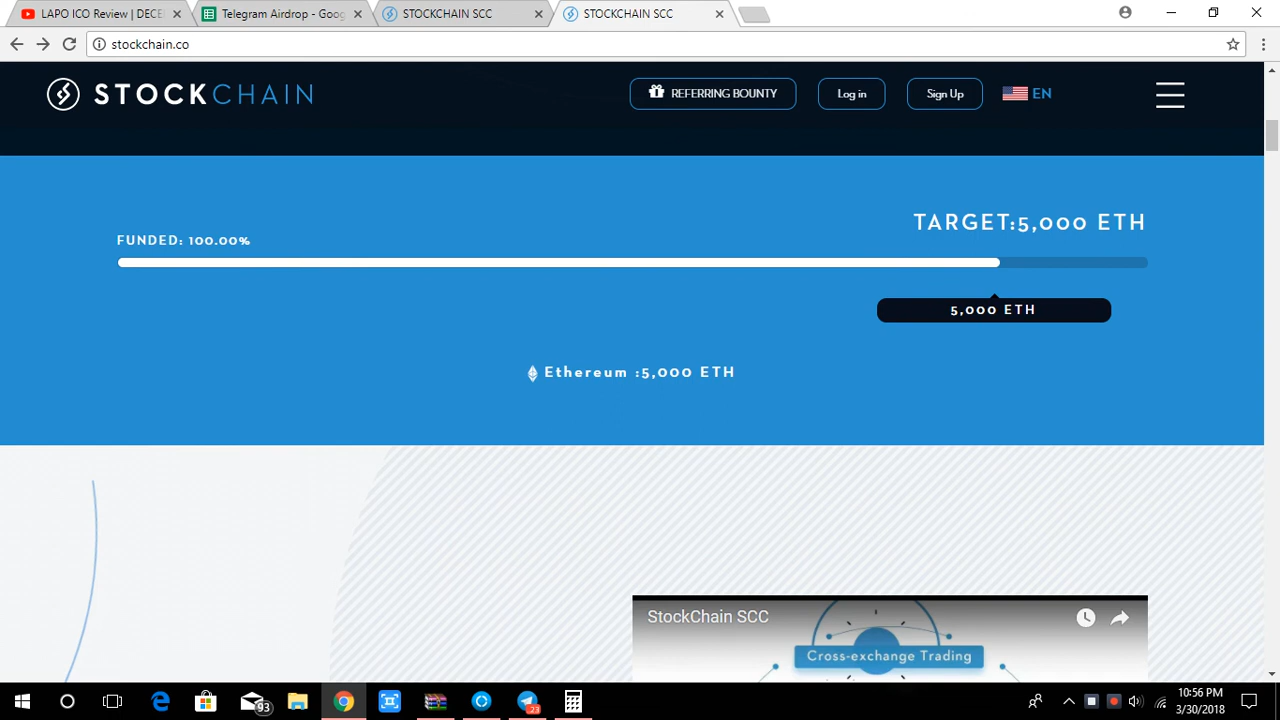 LAPO ICO Review | DECE
Telegram Airdrop - Goog
STOCKCHAIN SCC
STOCKCHAIN SCC
stockchain.co
STOCKCHAIN
REFERRING BOUNTY
Log in
Sign Up
EN
TARGET:5,000 ETH
FUNDED: 100.00%
5,000 ETH
Ethereum :5,000 ETH
StockChain SCC
Cross-exchange Trading
93
23
10:56 PM
3/30/2018